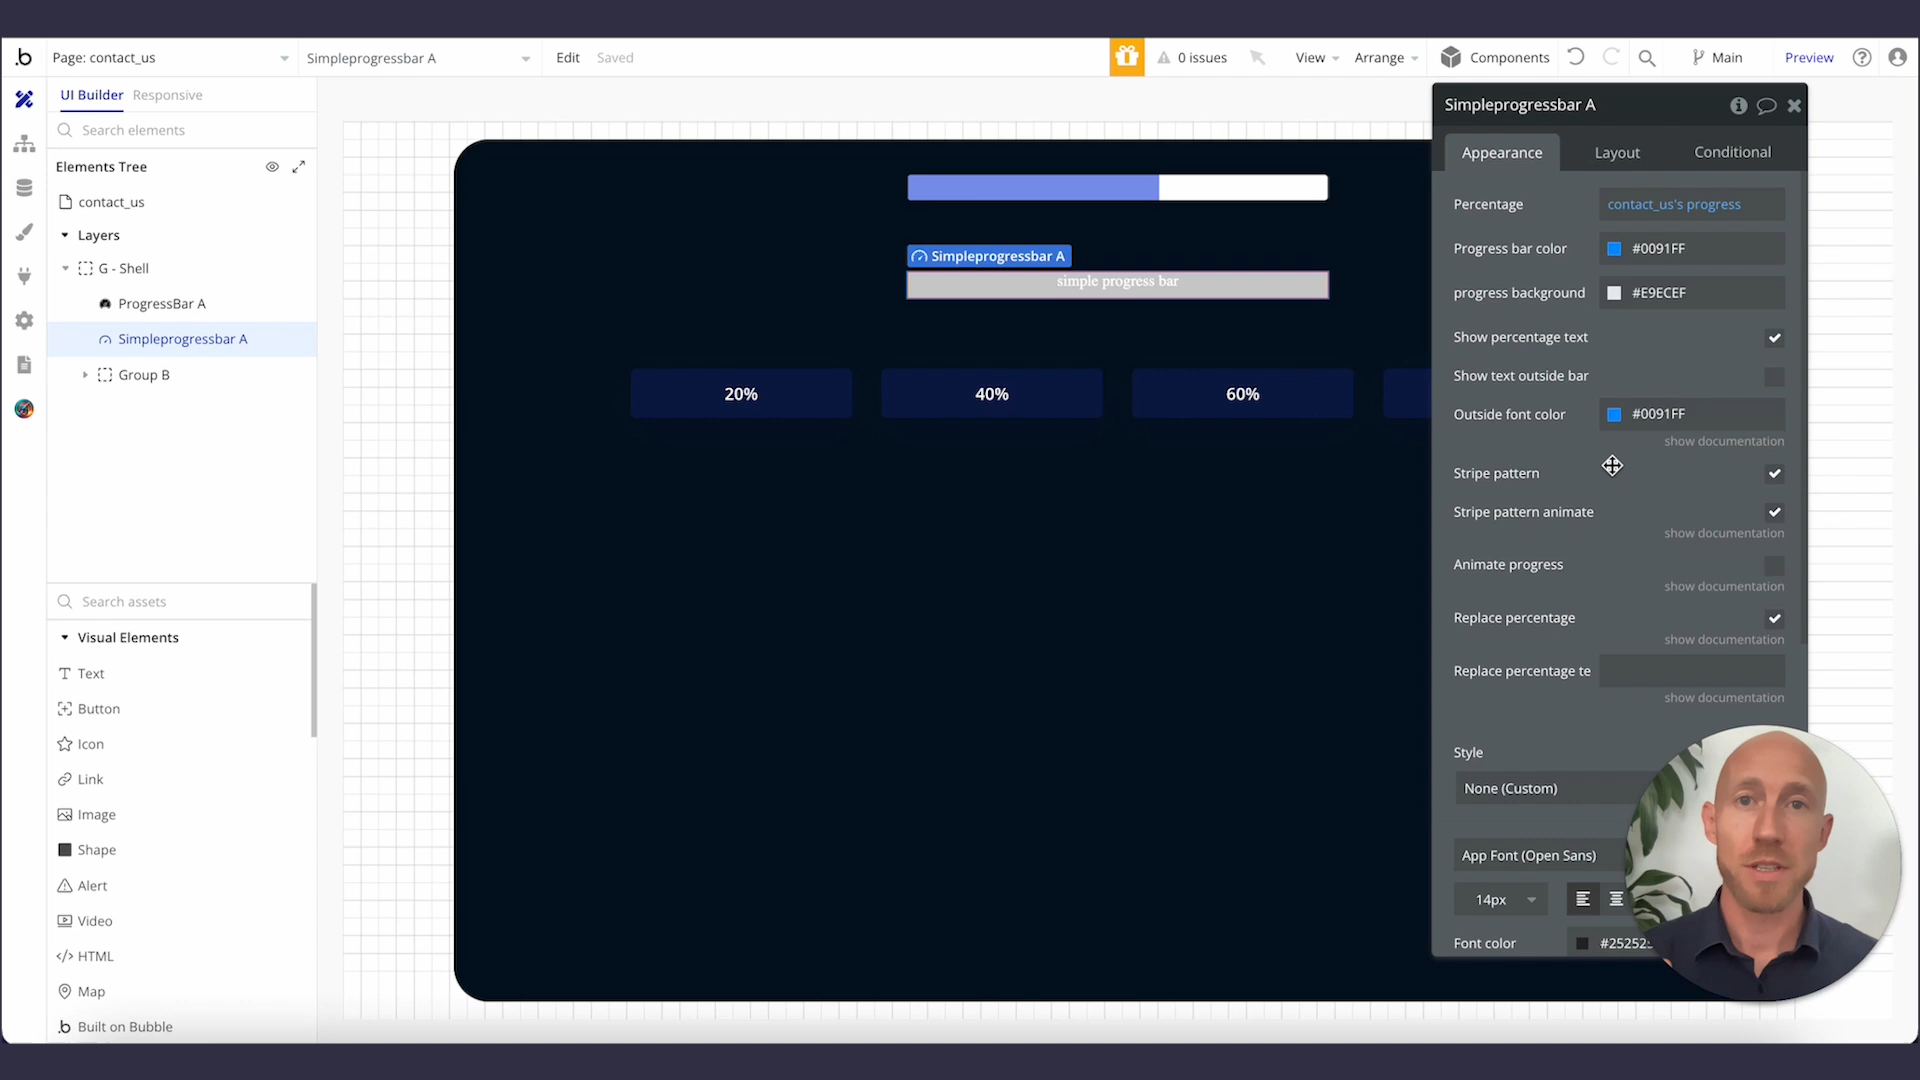 .b
Page: contact_us
Simpleprogressbar A
Edit
Saved
0 issues
View
Arrange
Components
Main
Preview
UI Builder
Responsive
Search elements
Elements Tree
contact_us
Layers
G - Shell
ProgressBar A
Simpleprogressbar A
Group B
Search assets
Visual Elements
Text
Button
Icon
Link
Image
Shape
Alert
Video
HTML
Map
Built on Bubble
Simpleprogressbar A
simple progress bar
20%
40%
60%
Simpleprogressbar A
Appearance
Layout
Conditional
Percentage
contact_us's progress
Progress bar color
#0091FF
progress background
#E9ECEF
Show percentage text
Show text outside bar
Outside font color
#0091FF
show documentation
Stripe pattern
Stripe pattern animate
show documentation
Animate progress
show documentation
Replace percentage
show documentation
Replace percentage te
show documentation
Style
None (Custom)
App Font (Open Sans)
14px
Font color